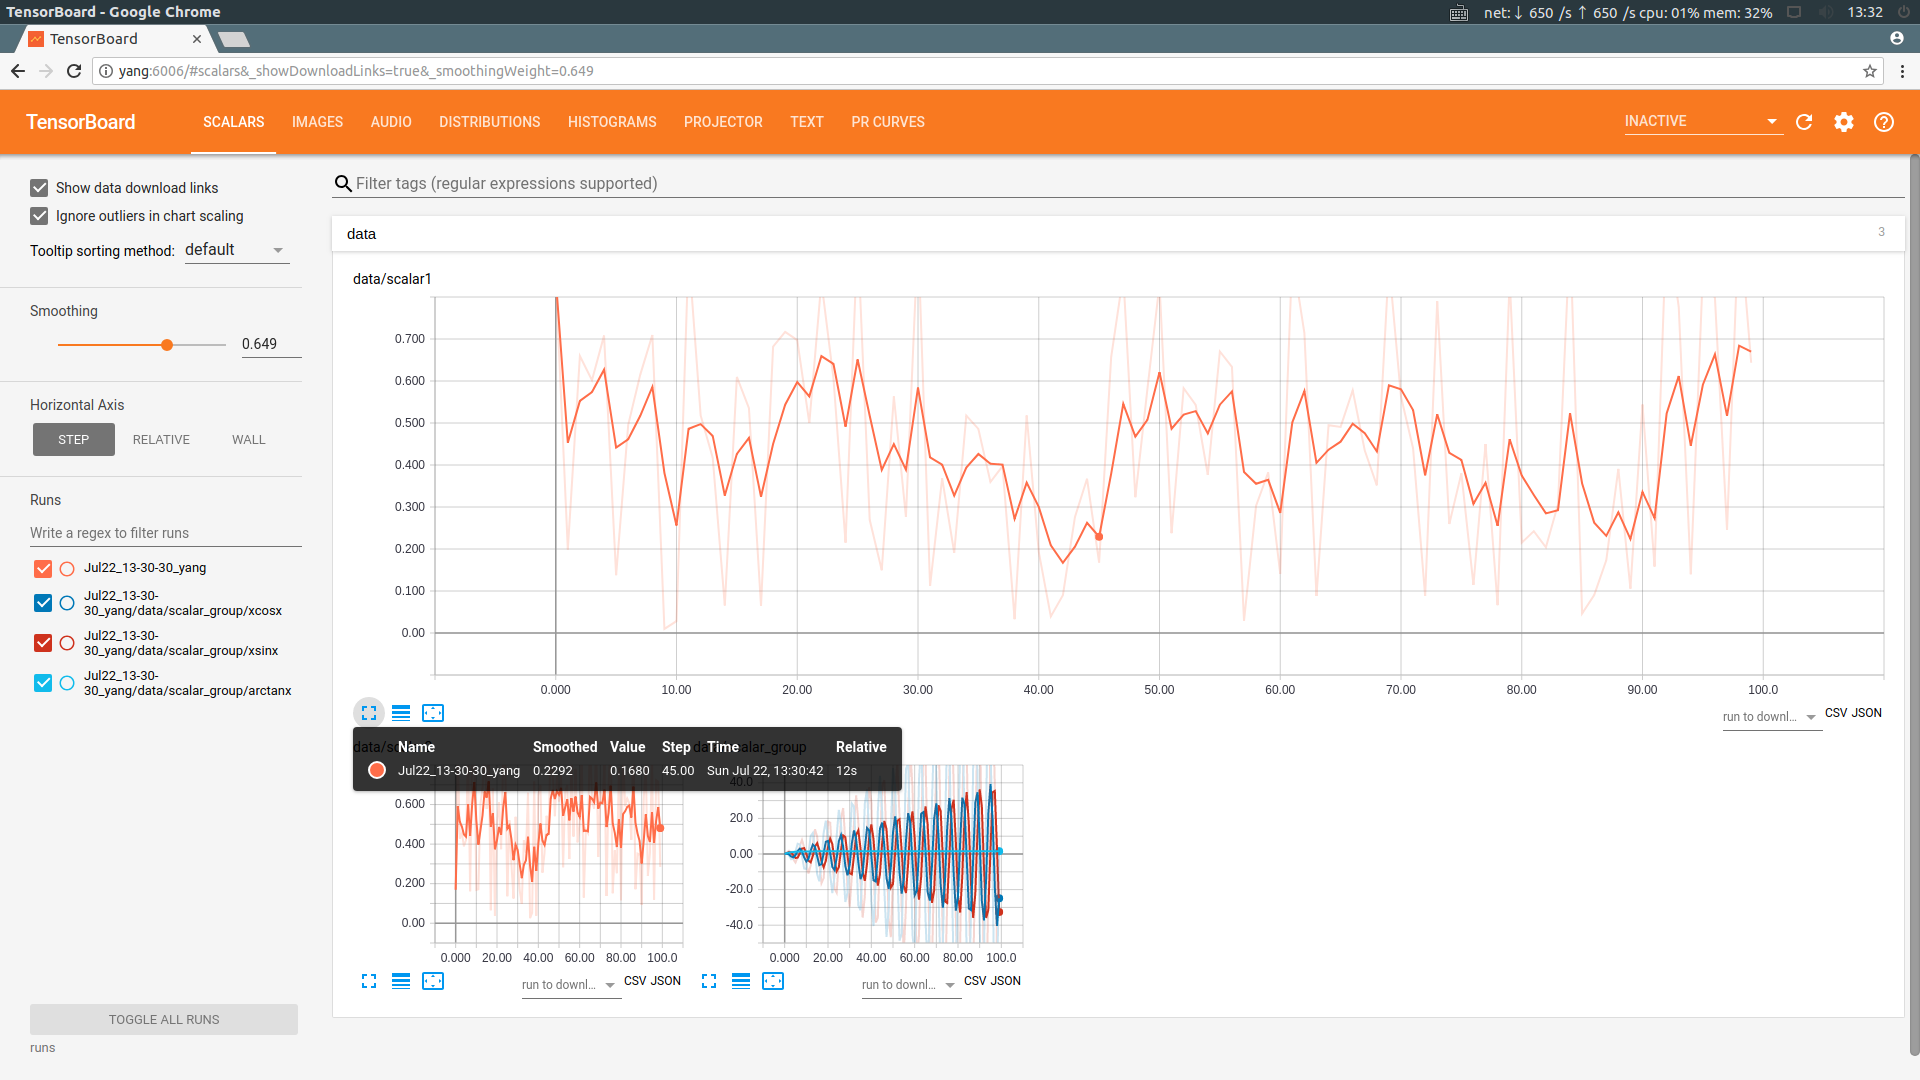 TensorBoard - Google Chrome
net: ↓ 650 /s ↑ 650 /s cpu: 01% mem: 32%
13:32
TensorBoard
yang:6006/#scalars&_showDownloadLinks=true&_smoothingWeight=0.649
TensorBoard
SCALARS IMAGES AUDIO DISTRIBUTIONS HISTOGRAMS PROJECTOR TEXT PR CURVES
INACTIVE
Show data download links
Ignore outliers in chart scaling
Tooltip sorting method: default
Smoothing
0.649
Horizontal Axis
STEP RELATIVE WALL
Runs
Write a regex to filter runs
Jul22_13-30-30_yang
Jul22_13-30-
30_yang/data/scalar_group/xcosx
Jul22_13-30-
30_yang/data/scalar_group/xsinx
Jul22_13-30-
30_yang/data/scalar_group/arctanx
TOGGLE ALL RUNS
runs
Filter tags (regular expressions supported)
data
3
data/scalar1
0.700
0.600
0.500
0.400
0.300
0.200
0.100
0.00
0.000 10.00 20.00 30.00 40.00 50.00 60.00 70.00 80.00 90.00 100.0
run to downl... CSV JSON
Name Smoothed Value Step Time Relative
Jul22_13-30-30_yang 0.2292 0.1680 45.00 Sun Jul 22, 13:30:42 12s
0.600
0.400
0.200
0.00
0.000 20.00 40.00 60.00 80.00 100.0
run to downl... CSV JSON
40.0
20.0
0.00
-20.0
-40.0
0.000 20.00 40.00 60.00 80.00 100.0
run to downl... CSV JSON